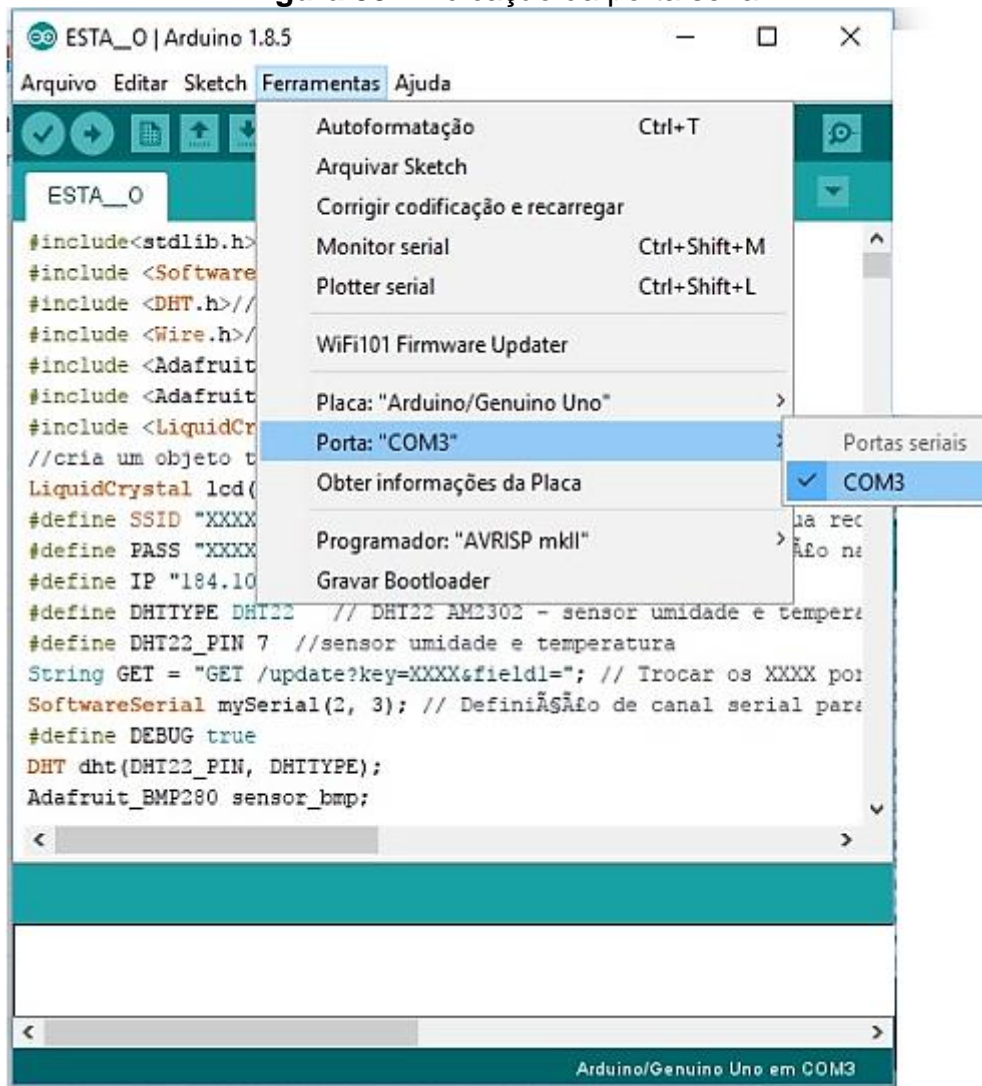 ESTA__O | Arduino 1.8.5
Arquivo Editar Sketch Ferramentas Ajuda
Autoformatação Ctrl+T
Arquivar Sketch
Corrigir codificação e recarregar
Monitor serial Ctrl+Shift+M
Plotter serial Ctrl+Shift+L
WiFi101 Firmware Updater
Placa: "Arduino/Genuino Uno"
Porta: "COM3"
Obter informações da Placa
Programador: "AVRISP mkII"
Gravar Bootloader
Portas seriais
COM3
ESTA__O
#include<stdlib.h>
#include <Software
#include <DHT.h>//
#include <Wire.h>/
#include <Adafruit
#include <Adafruit
#include <LiquidCr
//cria um objeto t
LiquidCrystal lcd(
#define SSID "XXXX
#define PASS "XXXX
#define IP "184.10
#define DHTTYPE DHT22 // DHT22 AM2302 - sensor umidade e tempera
#define DHT22_PIN 7 //sensor umidade e temperatura
String GET = "GET /update?key=XXXX&field1="; // Trocar os XXXX por
SoftwareSerial mySerial(2, 3); // DefiniÃ§Ã£o de canal serial para
#define DEBUG true
DHT dht(DHT22_PIN, DHTTYPE);
Adafruit_BMP280 sensor_bmp;
Arduino/Genuino Uno em COM3